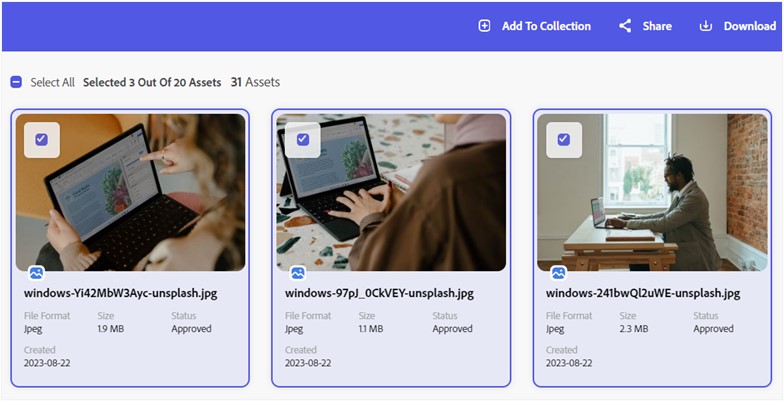 Add To Collection Share Download
Select All Selected 3 Out Of 20 Assets 31 Assets
windows-Yi42MbW3Ayc-unsplash.jpg
File Format Size Status
Jpeg 1.9 MB Approved
Created
2023-08-22
windows-97pJ_0CkVEY-unsplash.jpg
File Format Size Status
Jpeg 1.1 MB Approved
Created
2023-08-22
windows-241bwQl2uWE-unsplash.jpg
File Format Size Status
Jpeg 2.3 MB Approved
Created
2023-08-22